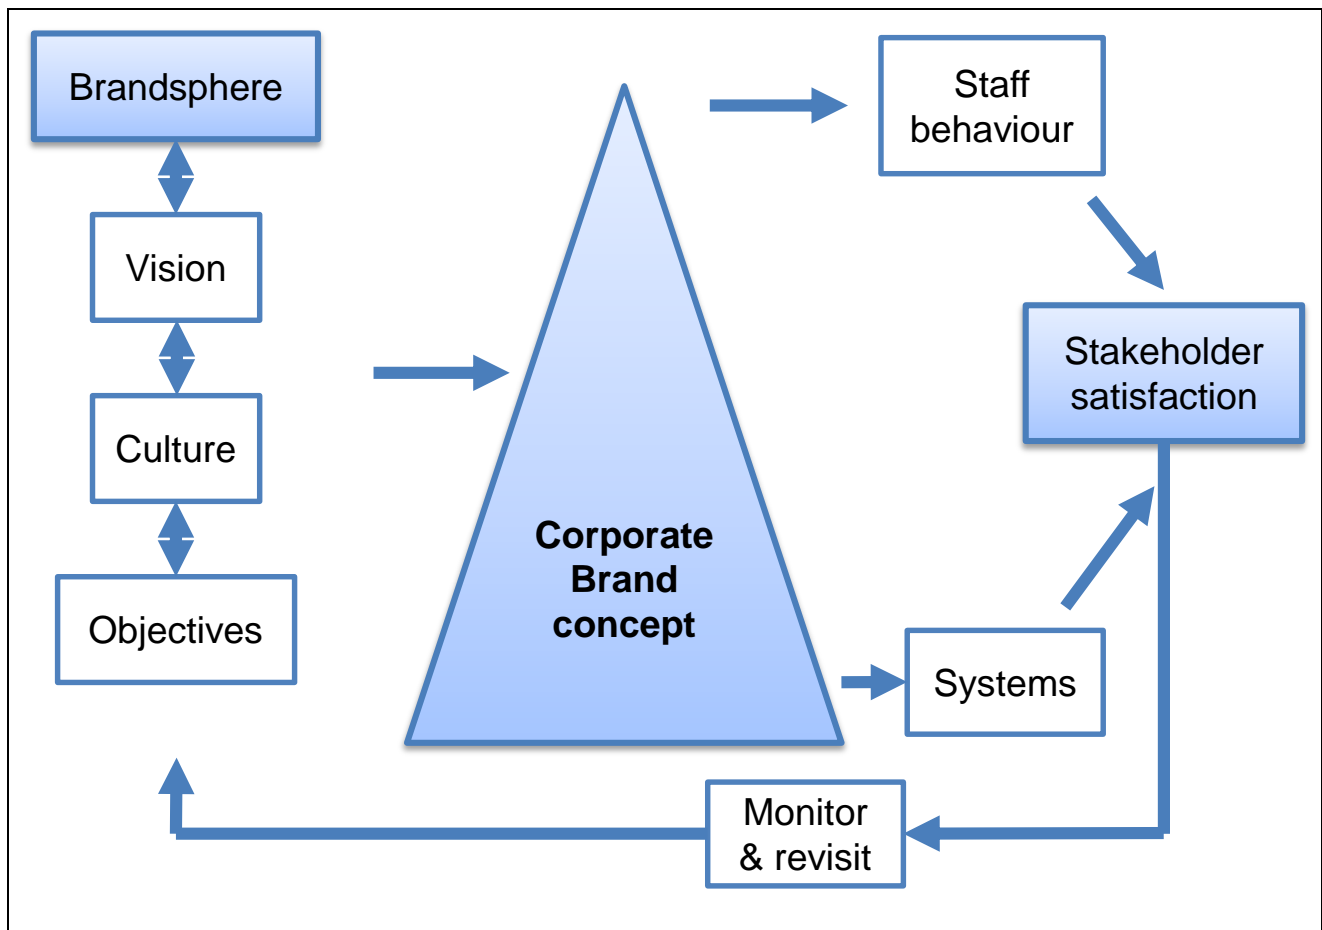 Brandsphere
Vision
Culture
Objectives
Corporate
Brand
concept
Staff
behaviour
Stakeholder
satisfaction
Systems
Monitor
& revisit